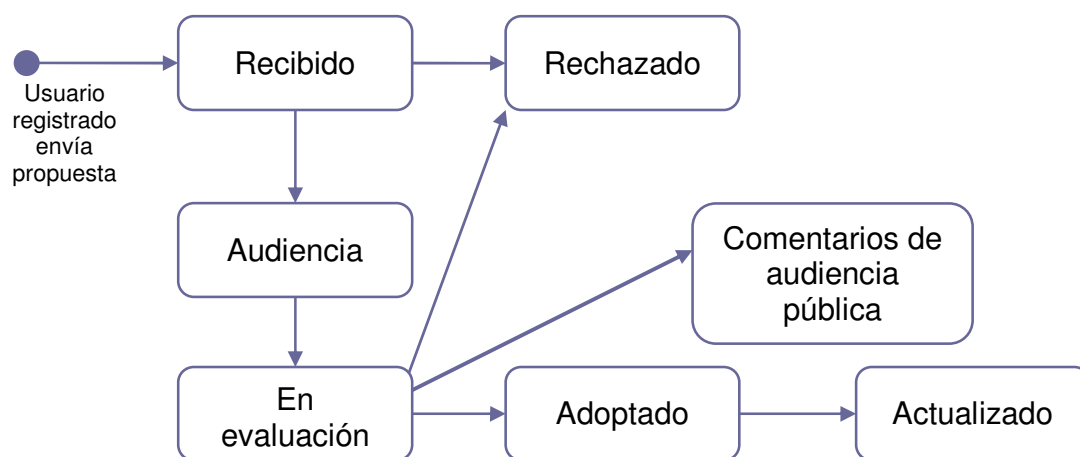 Recibido
Rechazado
Usuario
registrado
envía
propuesta
Audiencia
Comentarios de
audiencia
pública
En
evaluación
Adoptado
Actualizado